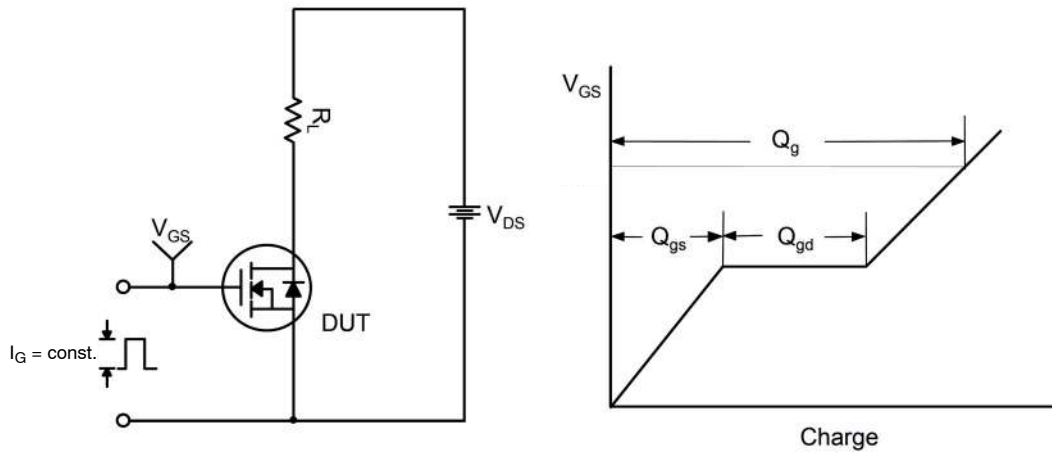 R_L
V_GS
V_DS
DUT
I_G = const.
V_GS
Q_g
Q_gs
Q_gd
Charge